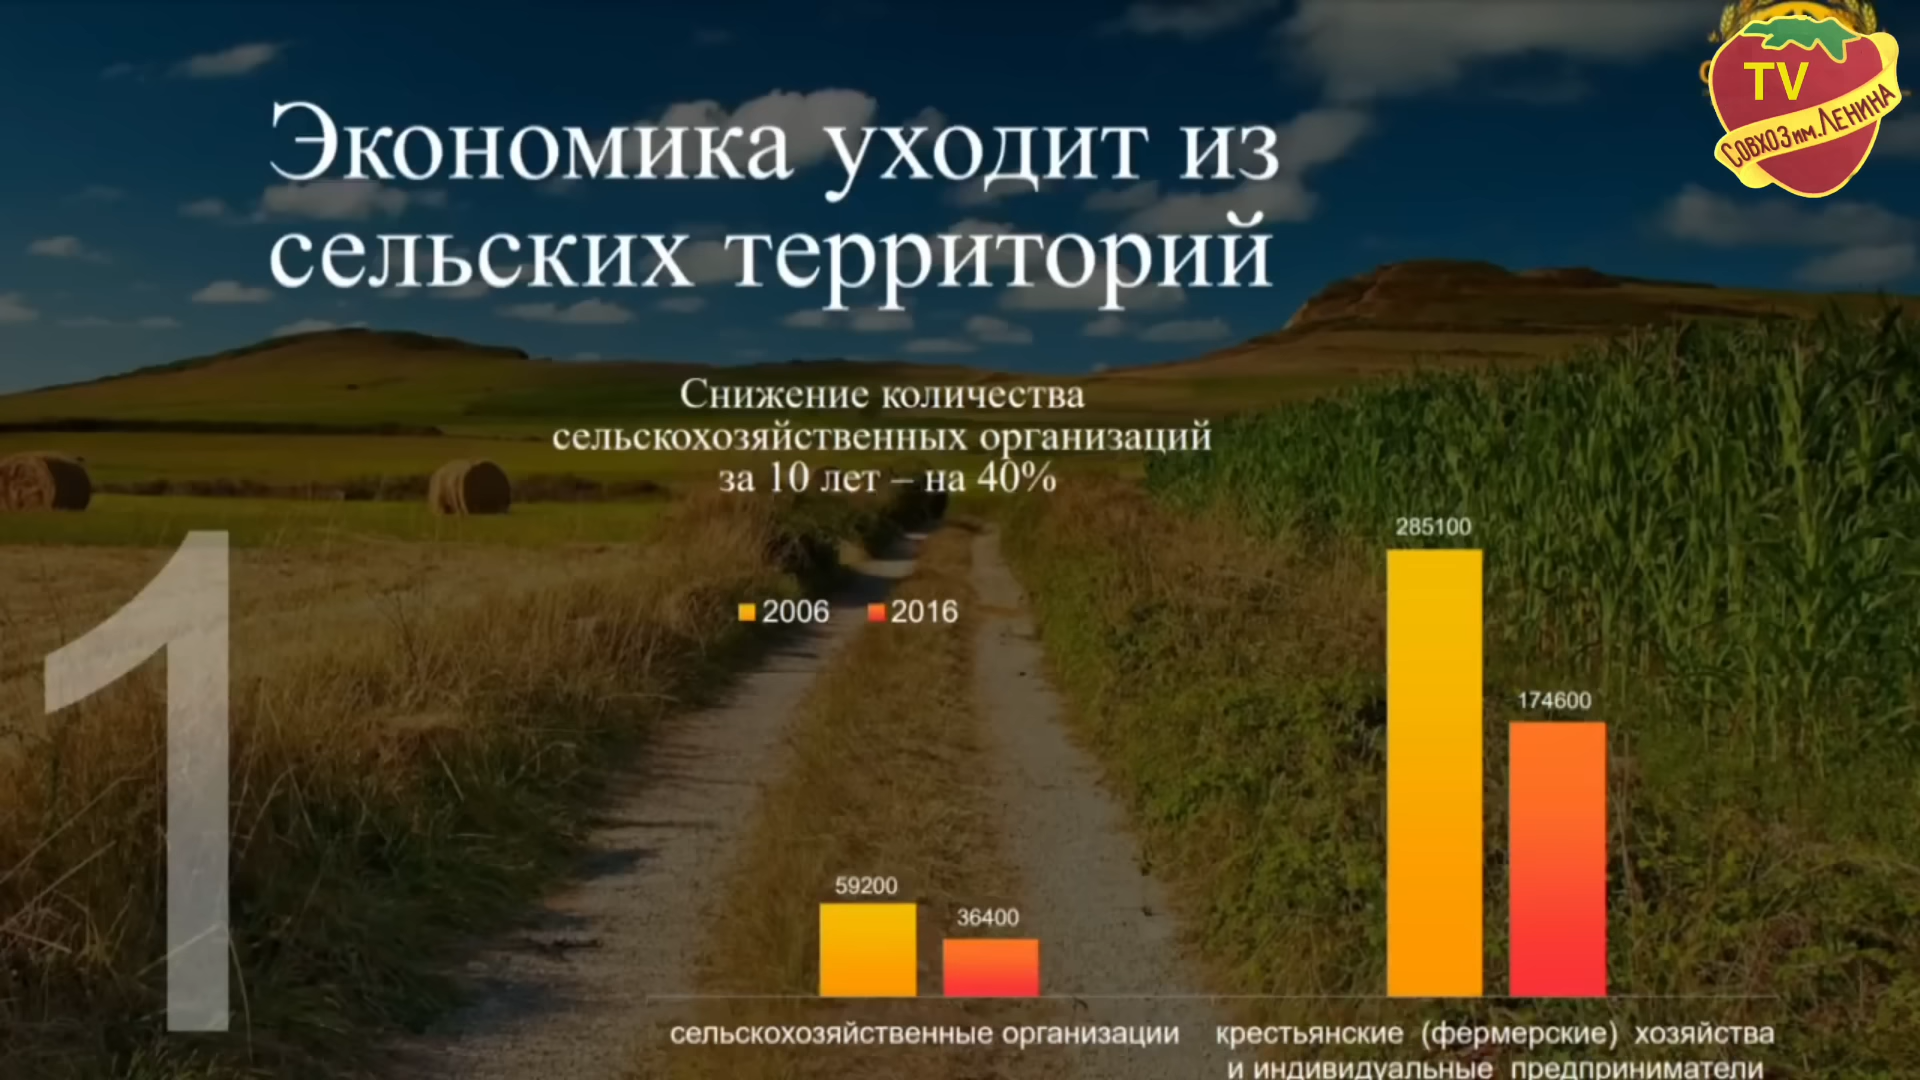 TV
Совхоз им. Ленина
Экономика уходит из
сельских территорий
Снижение количества
сельскохозяйственных организаций
за 10 лет – на 40%
1
2006 2016
285100
174600
59200
36400
сельскохозяйственные организации
крестьянские (фермерские) хозяйства
и индивидуальные предприниматели